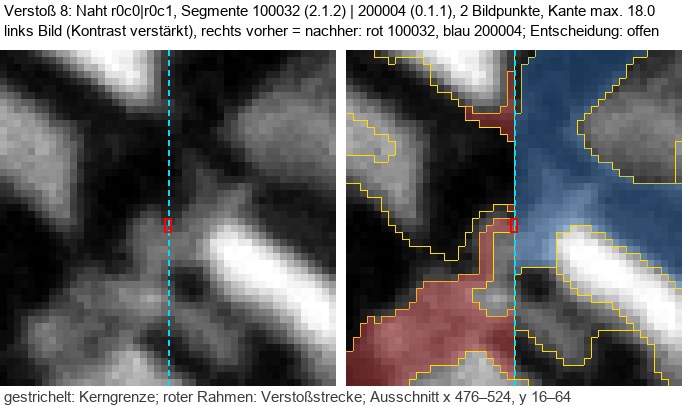 Verstoß 8: Naht r0c0|r0c1, Segmente 100032 (2.1.2) | 200004 (0.1.1), 2 Bildpunkte, Kante max. 18.0
links Bild (Kontrast verstärkt), rechts vorher = nachher: rot 100032, blau 200004; Entscheidung: offen
gestrichelt: Kerngrenze; roter Rahmen: Verstoßstrecke; Ausschnitt x 476–524, y 16–64